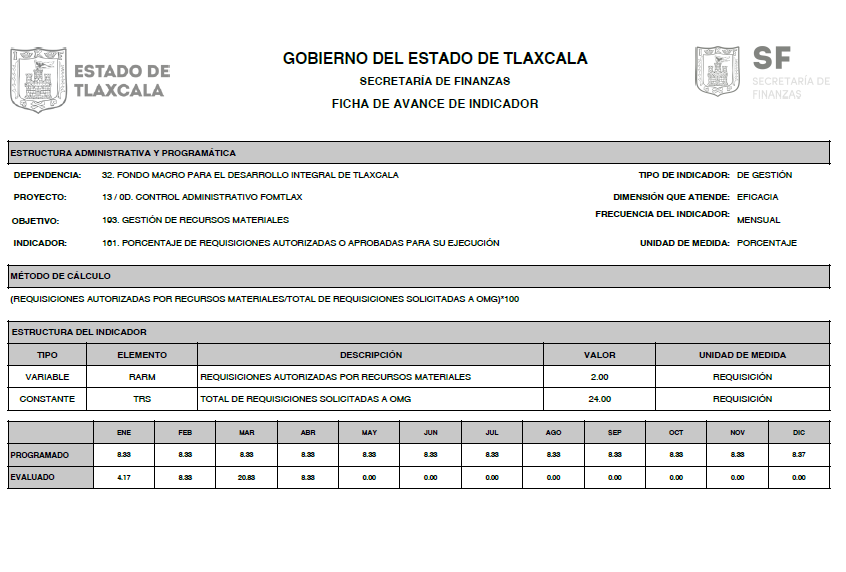 ESTADO DE
TLAXCALA
GOBIERNO DEL ESTADO DE TLAXCALA
SECRETARÍA DE FINANZAS
FICHA DE AVANCE DE INDICADOR
SF
SECRETARÍA DE
FINANZAS
ESTRUCTURA ADMINISTRATIVA Y PROGRAMÁTICA
DEPENDENCIA: 32. FONDO MACRO PARA EL DESARROLLO INTEGRAL DE TLAXCALA TIPO DE INDICADOR: DE GESTIÓN
PROYECTO: 13 / 0D. CONTROL ADMINISTRATIVO FOMTLAX DIMENSIÓN QUE ATIENDE: EFICACIA
OBJETIVO: 193. GESTIÓN DE RECURSOS MATERIALES FRECUENCIA DEL INDICADOR: MENSUAL
INDICADOR: 161. PORCENTAJE DE REQUISICIONES AUTORIZADAS O APROBADAS PARA SU EJECUCIÓN UNIDAD DE MEDIDA: PORCENTAJE
MÉTODO DE CÁLCULO
(REQUISICIONES AUTORIZADAS POR RECURSOS MATERIALES/TOTAL DE REQUISICIONES SOLICITADAS A OMG)*100
ESTRUCTURA DEL INDICADOR
TIPO ELEMENTO DESCRIPCIÓN VALOR UNIDAD DE MEDIDA
VARIABLE RARM REQUISICIONES AUTORIZADAS POR RECURSOS MATERIALES 2.00 REQUISICIÓN
CONSTANTE TRS TOTAL DE REQUISICIONES SOLICITADAS A OMG 24.00 REQUISICIÓN
ENE FEB MAR ABR MAY JUN JUL AGO SEP OCT NOV DIC
PROGRAMADO 8.33 8.33 8.33 8.33 8.33 8.33 8.33 8.33 8.33 8.33 8.33 8.37
EVALUADO 4.17 8.33 20.83 8.33 0.00 0.00 0.00 0.00 0.00 0.00 0.00 0.00